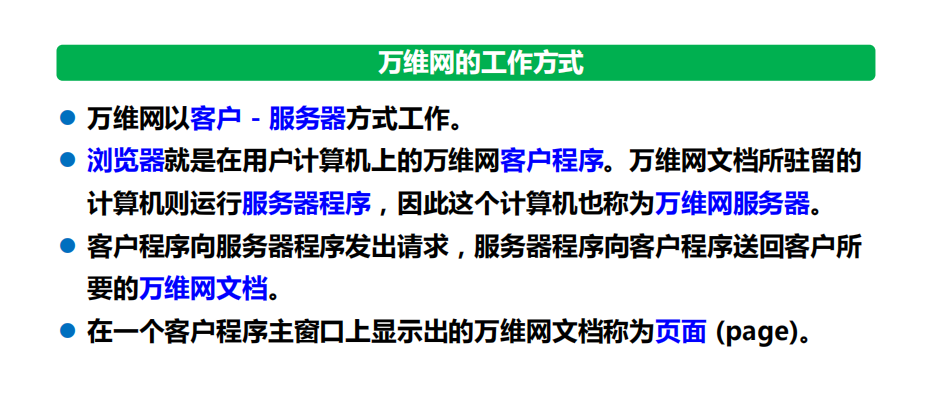 万维网的工作方式
● 万维网以客户 - 服务器方式工作。
● 浏览器就是在用户计算机上的万维网客户程序。万维网文档所驻留的
计算机则运行服务器程序，因此这个计算机也称为万维网服务器。
● 客户程序向服务器程序发出请求，服务器程序向客户程序送回客户所
要的万维网文档。
● 在一个客户程序主窗口上显示出的万维网文档称为页面 (page)。